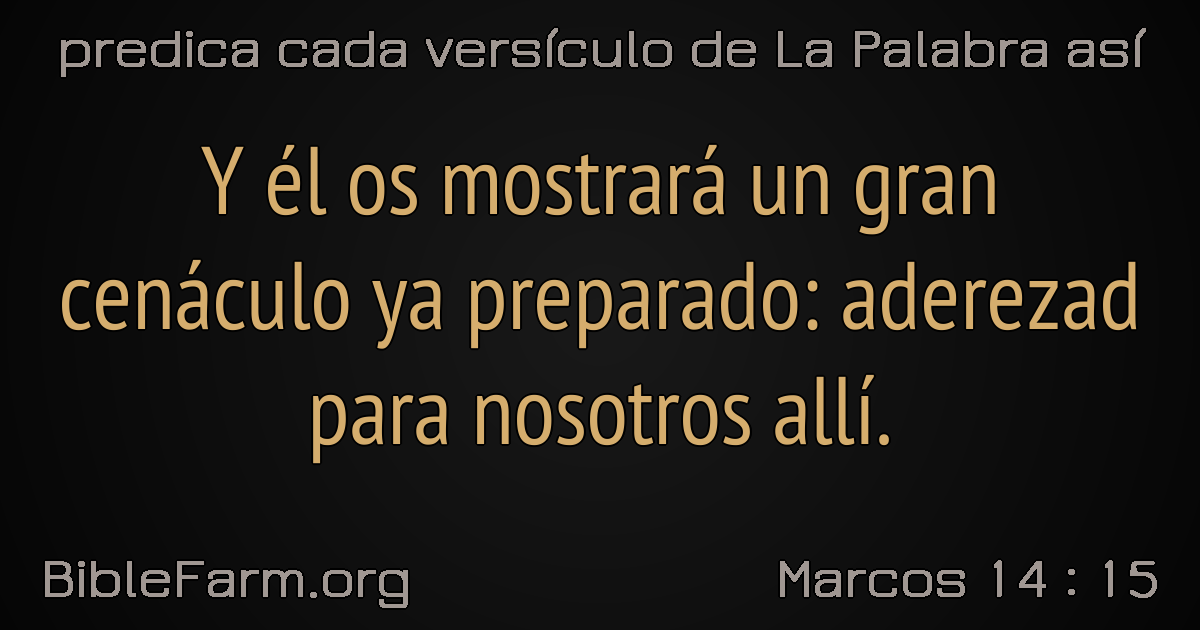 predica cada versículo de La Palabra así
Y él os mostrará un gran
cenáculo ya preparado: aderezad
para nosotros allí.
BibleFarm.org
Marcos 14 : 15